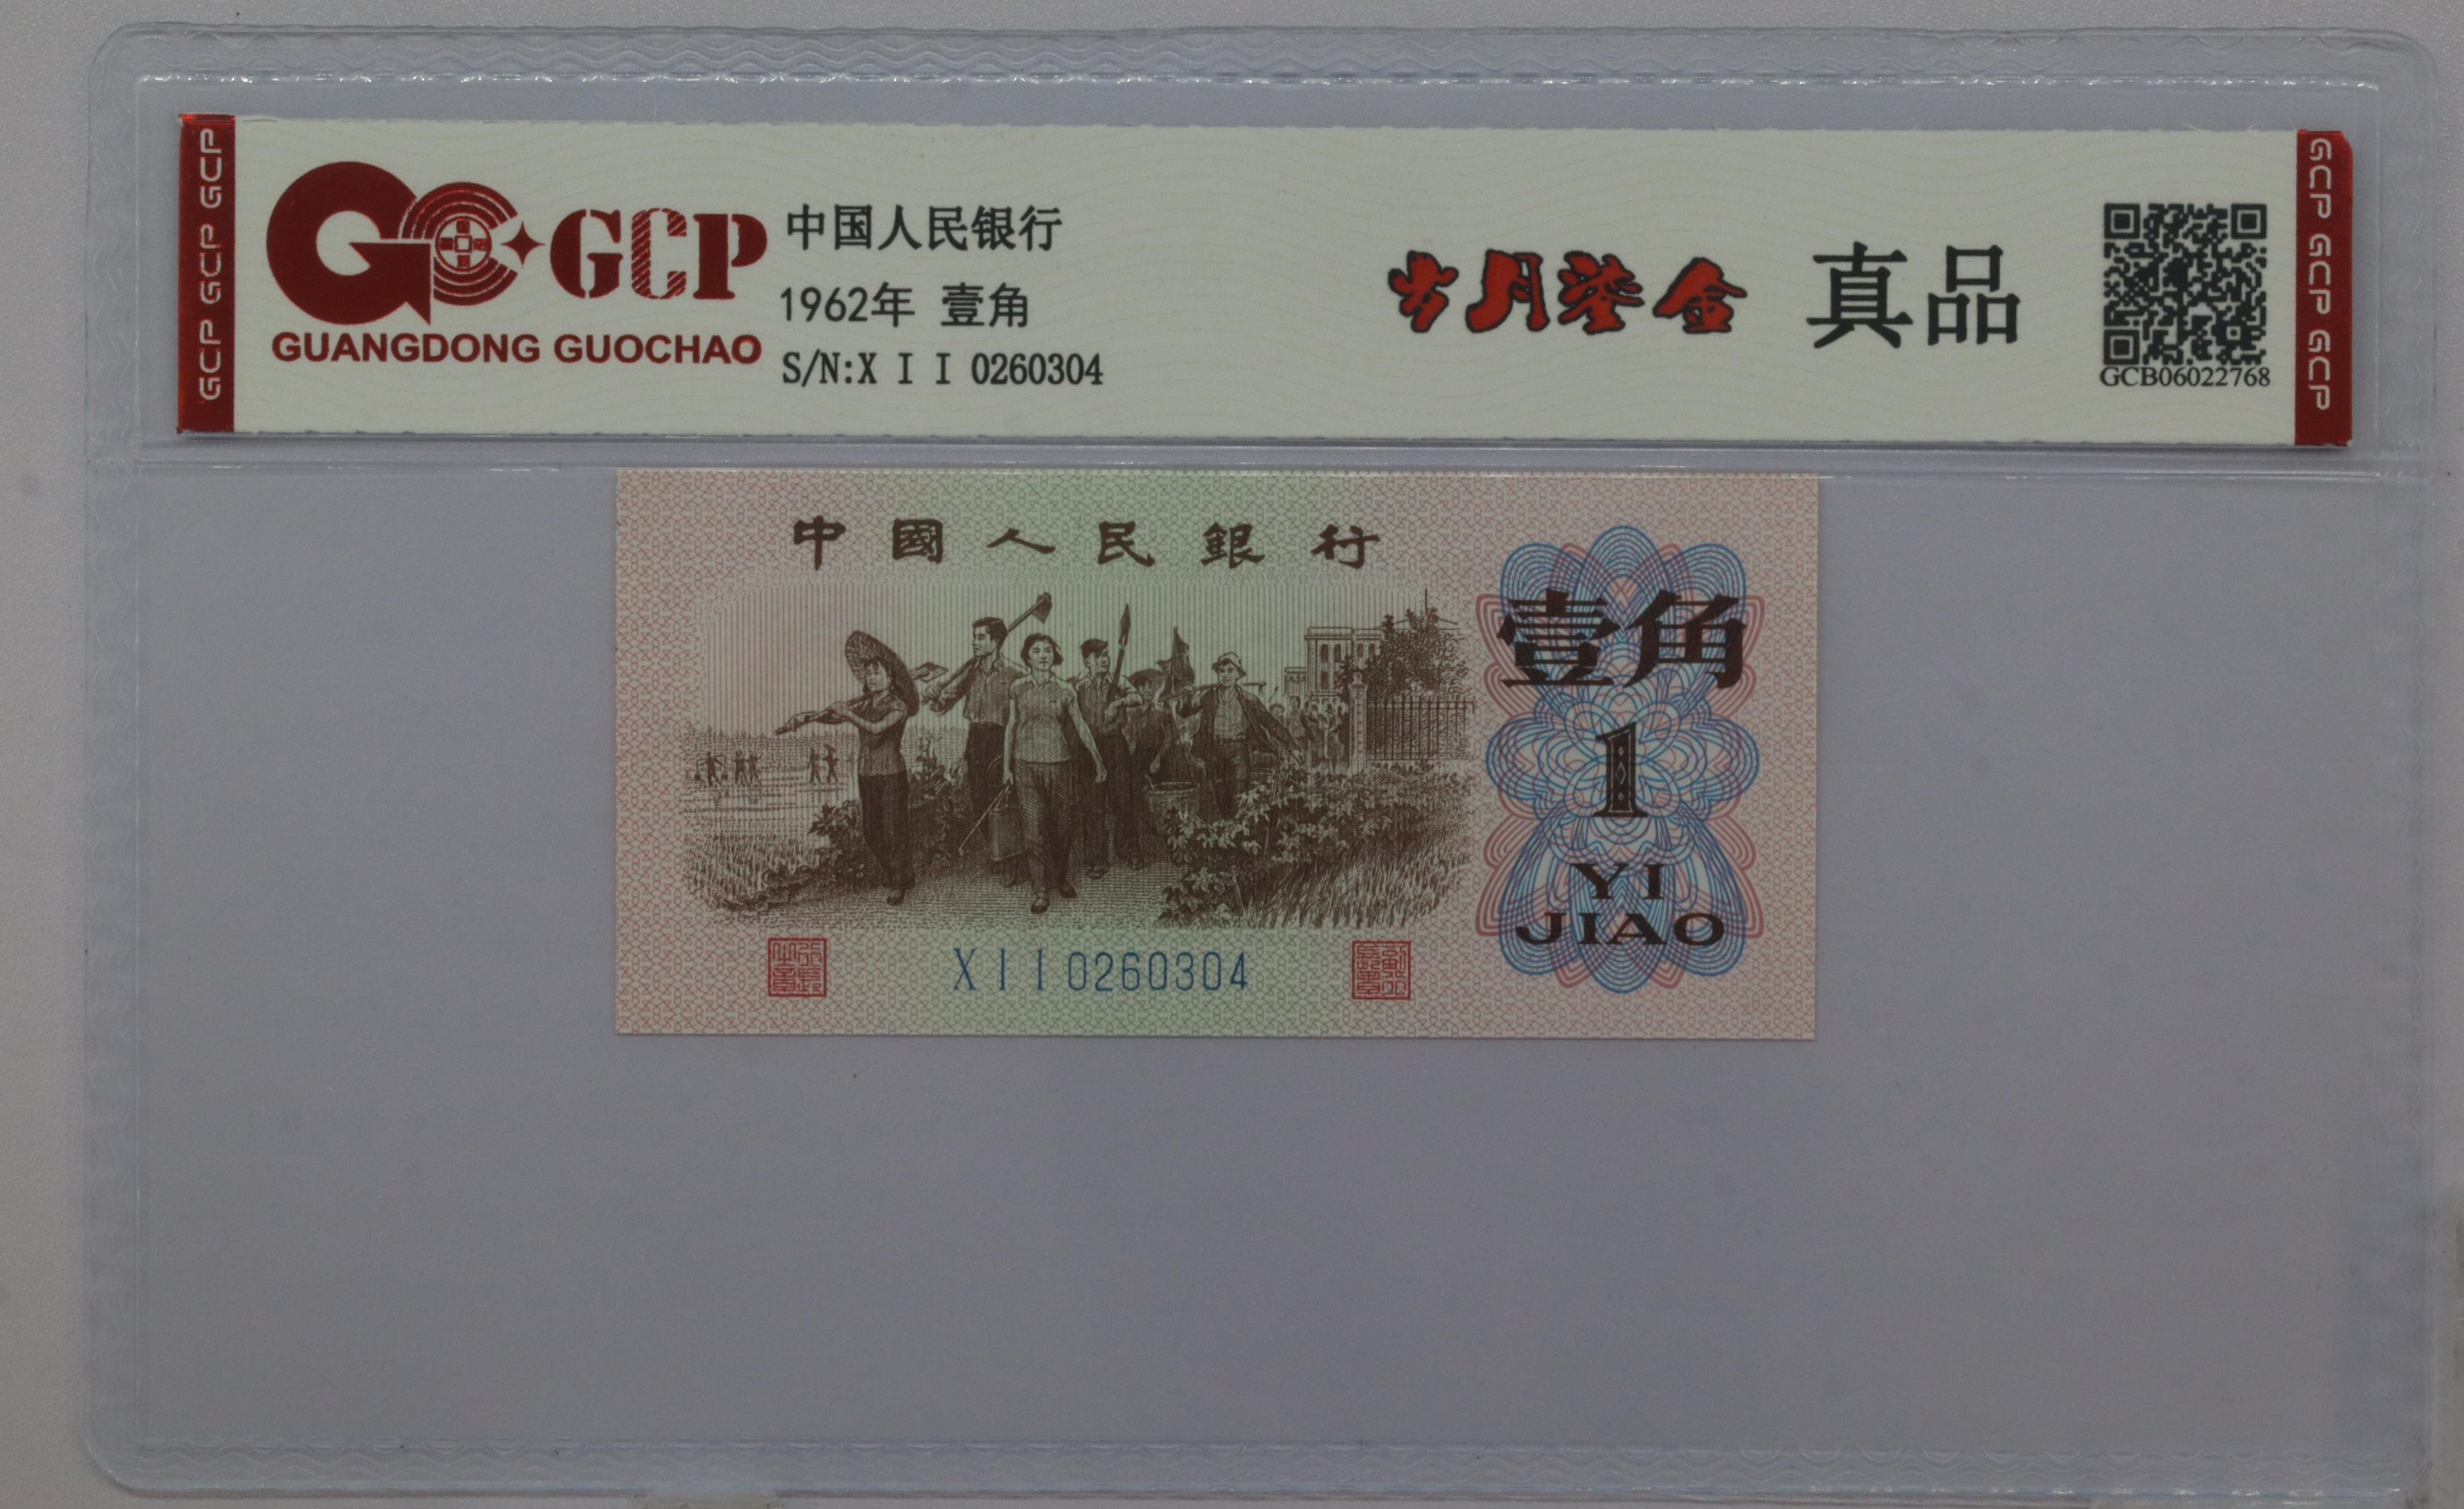 GCP GCP GCP
GCP
GUANGDONG GUOCHAO
中国人民银行
1962年 壹角
S/N:X I I 0260304
岁月鎏金 真品
GCB06022768
GCP GCP GCP
中國人民銀行
壹角
1
YI
JIAO
X I I 0260304